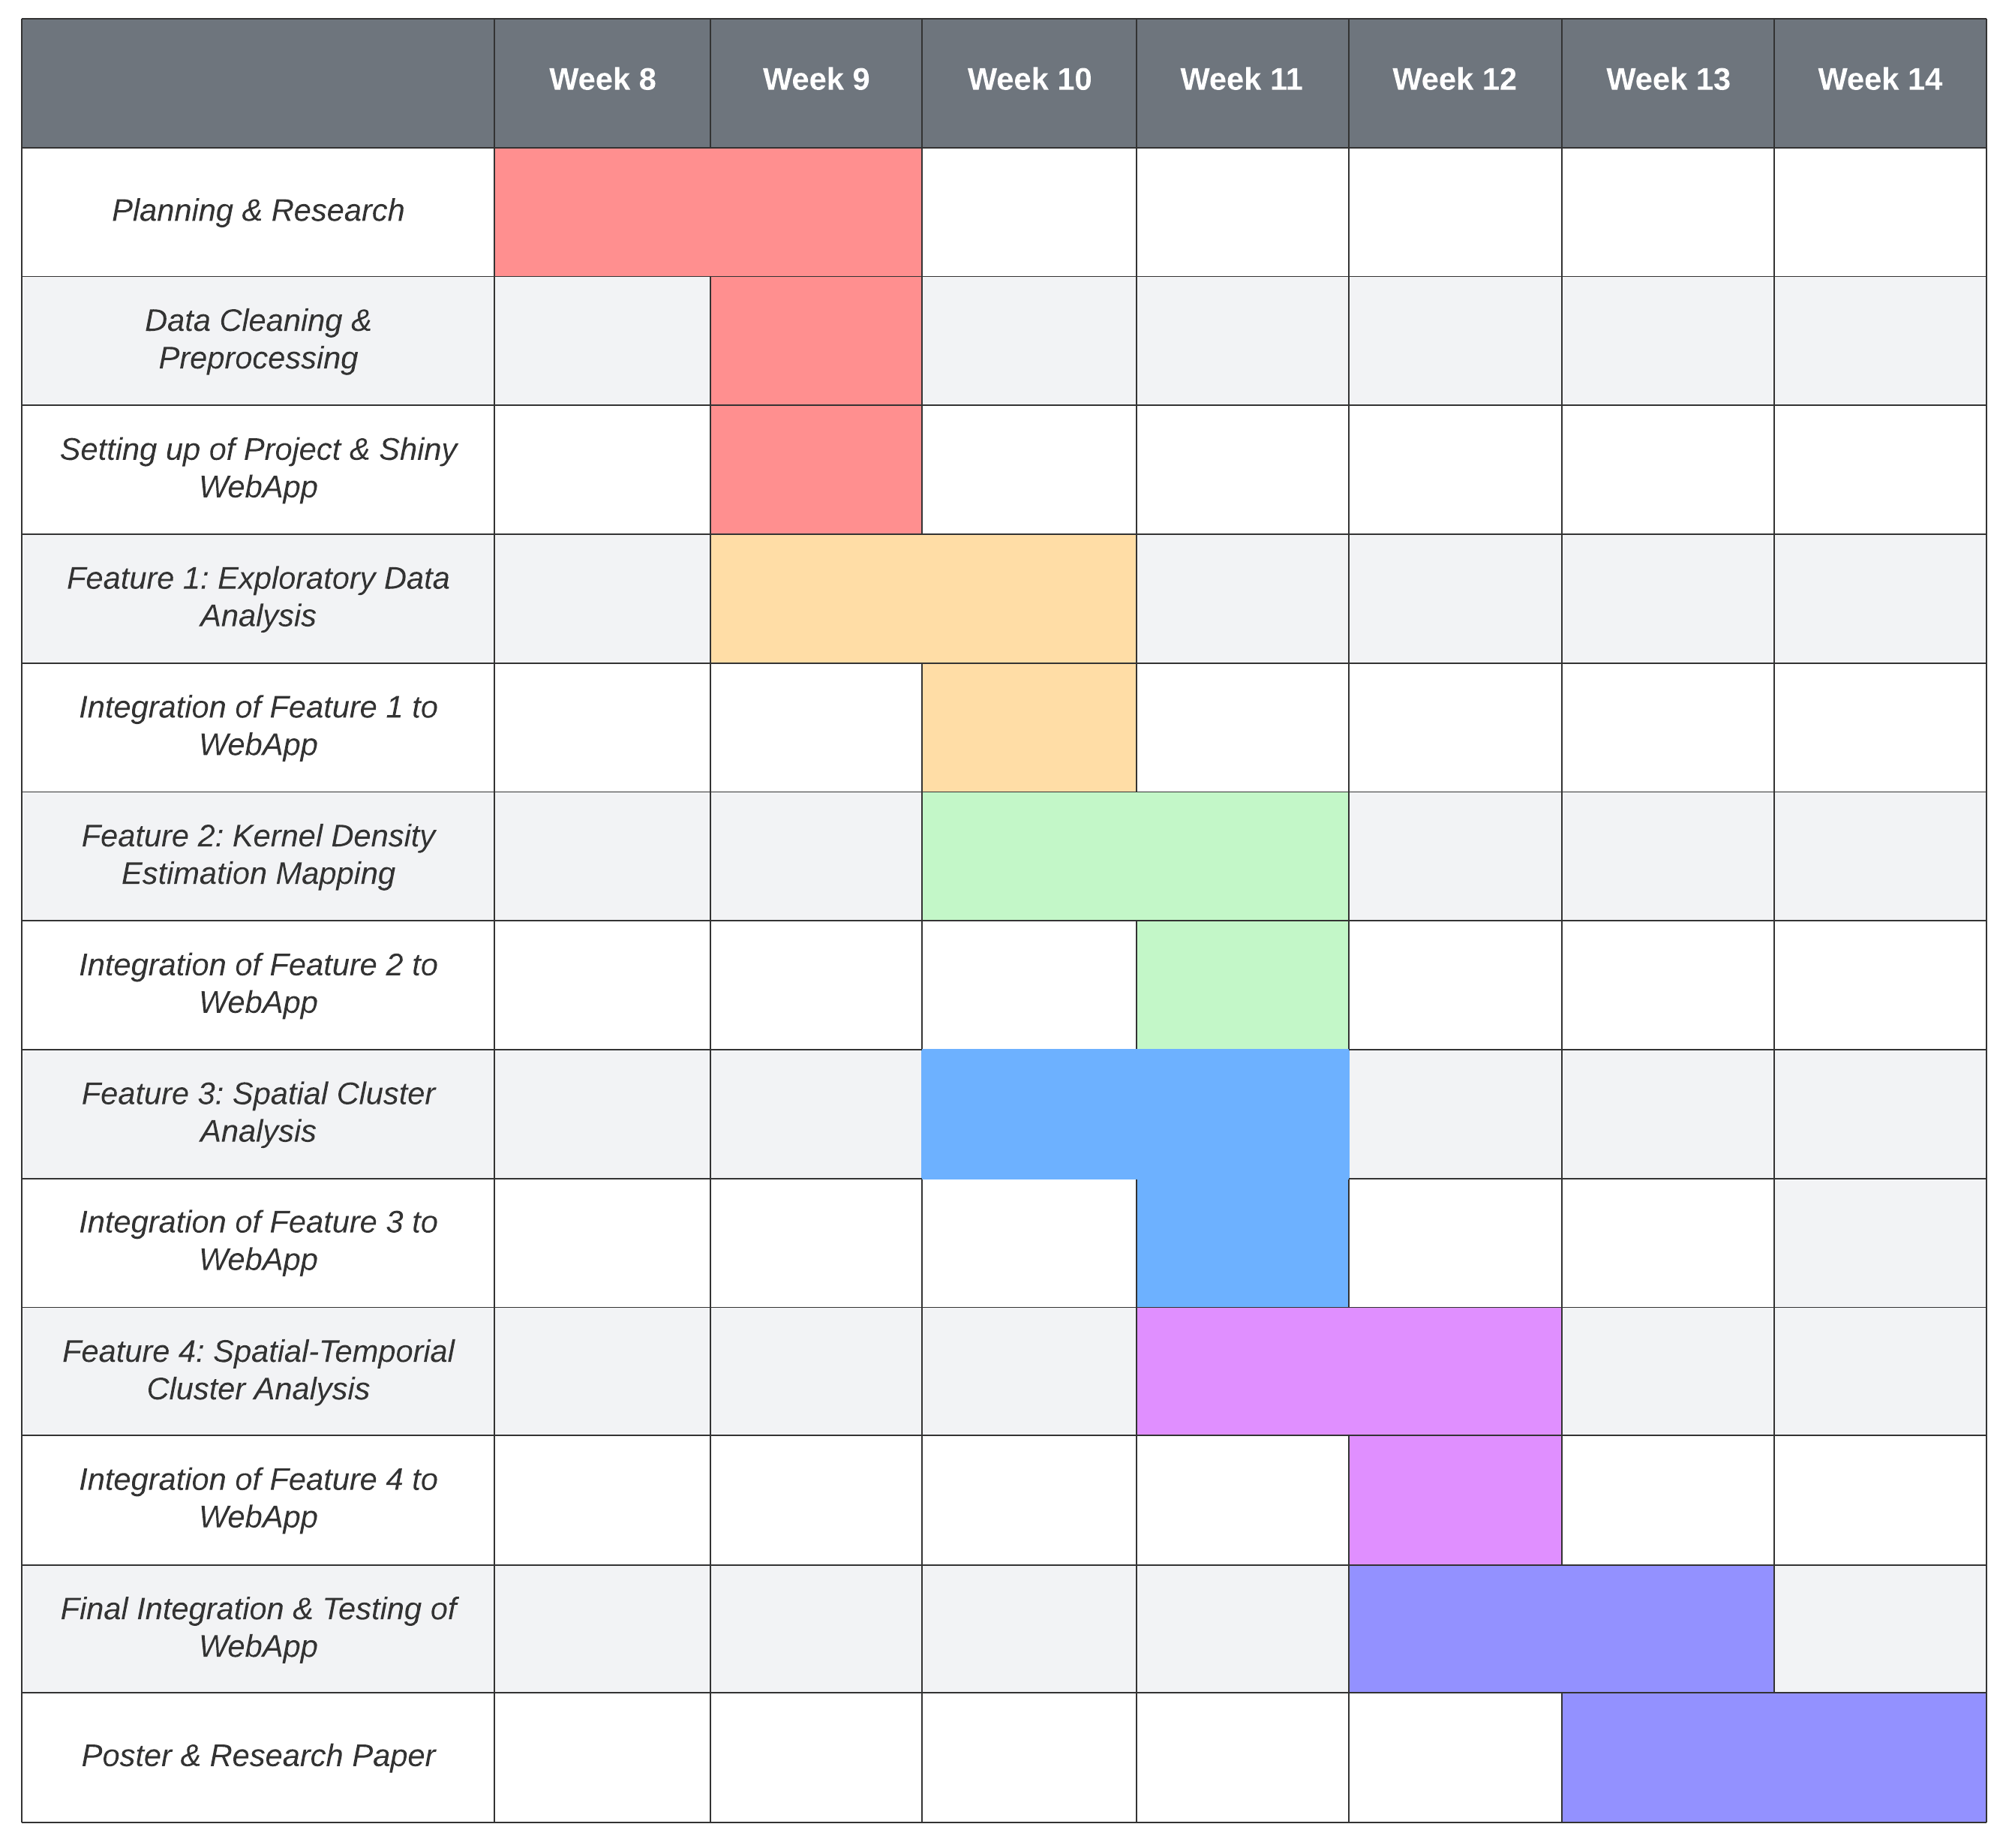 Week 8 Week 9 Week 10 Week 11 Week 12 Week 13 Week 14
Planning & Research
Data Cleaning &
Preprocessing
Setting up of Project & Shiny
WebApp
Feature 1: Exploratory Data
Analysis
Integration of Feature 1 to
WebApp
Feature 2: Kernel Density
Estimation Mapping
Integration of Feature 2 to
WebApp
Feature 3: Spatial Cluster
Analysis
Integration of Feature 3 to
WebApp
Feature 4: Spatial-Temporial
Cluster Analysis
Integration of Feature 4 to
WebApp
Final Integration & Testing of
WebApp
Poster & Research Paper